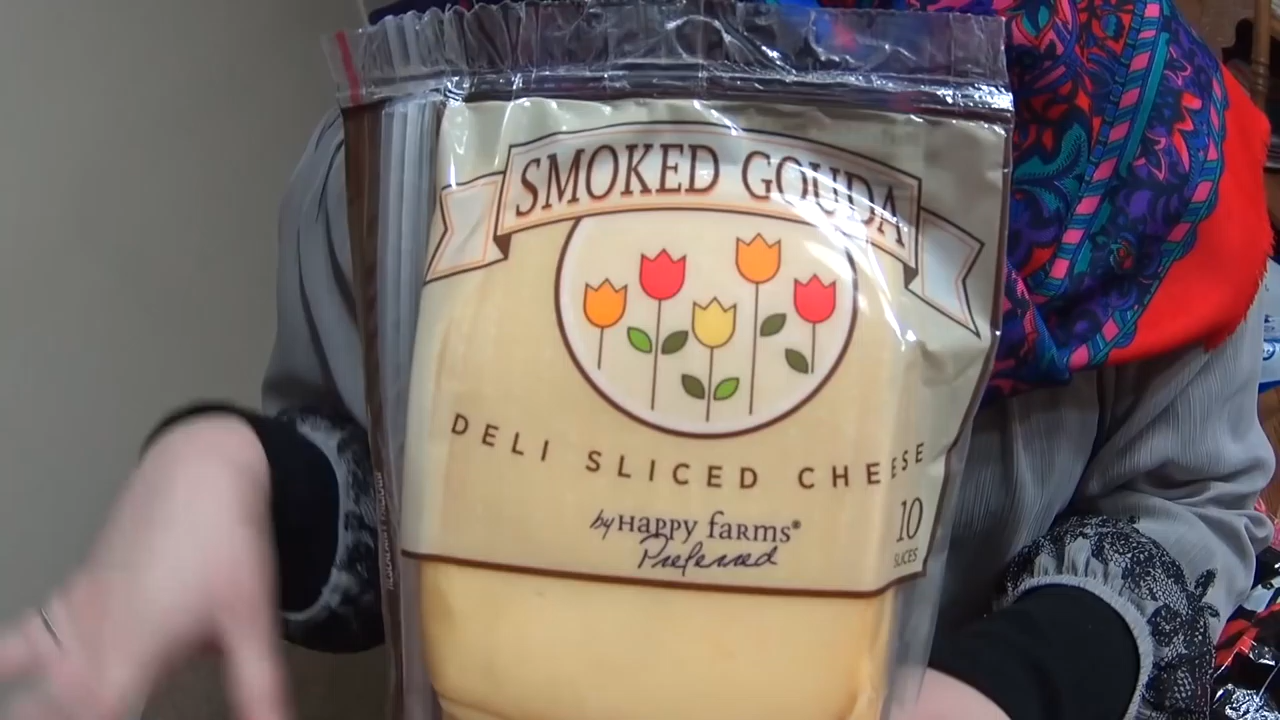 SMOKED GOUDA
DELI SLICED CHEESE
by Happy farms®
Preferred
10
SLICES